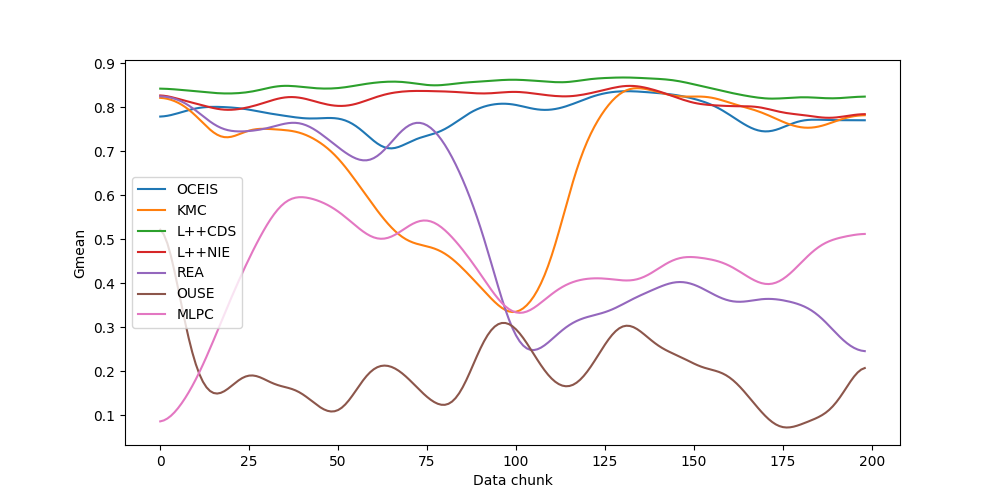 0.9
0.8
0.7
0.6
0.5
0.4
0.3
0.2
0.1
Gmean
OCEIS
KMC
L++CDS
L++NIE
REA
OUSE
MLPC
0 25 50 75 100 125 150 175 200
Data chunk